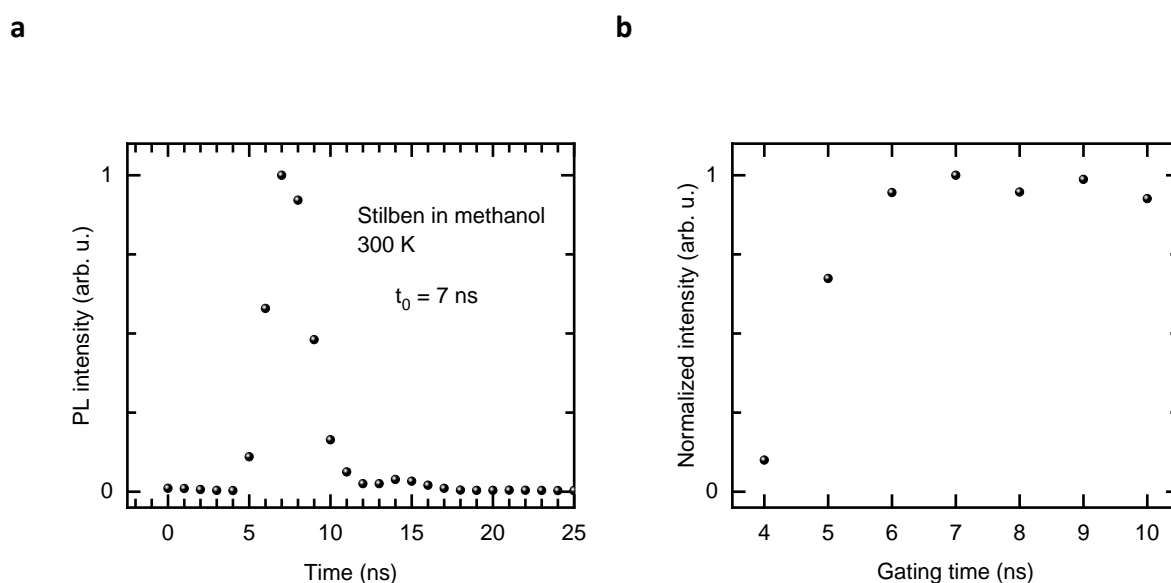 a
b
1
0
PL intensity (arb. u.)
Stilben in methanol
300 K
t₀ = 7 ns
0 5 10 15 20 25
Time (ns)
1
0
Normalized intensity (arb. u.)
4 5 6 7 8 9 10
Gating time (ns)